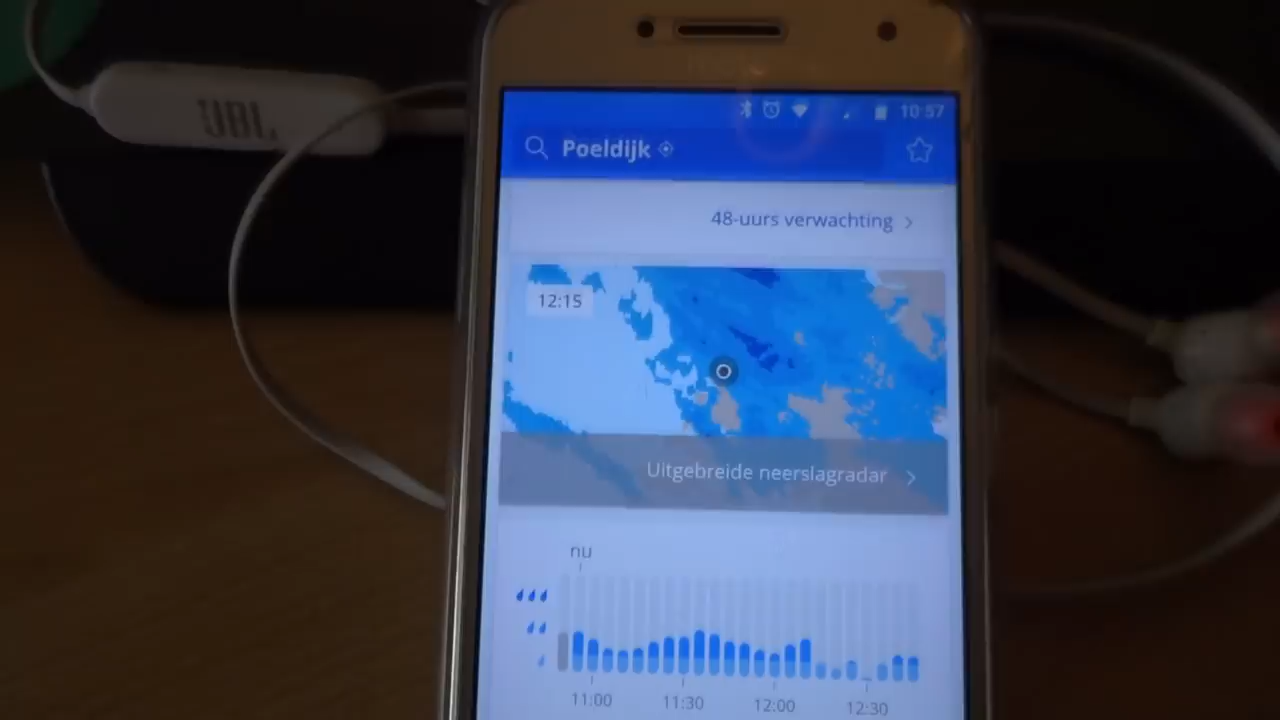 JBL
10:57
Poeldijk
48-uurs verwachting
12:15
Uitgebreide neerslagradar
nu
11:00 11:30 12:00 12:30